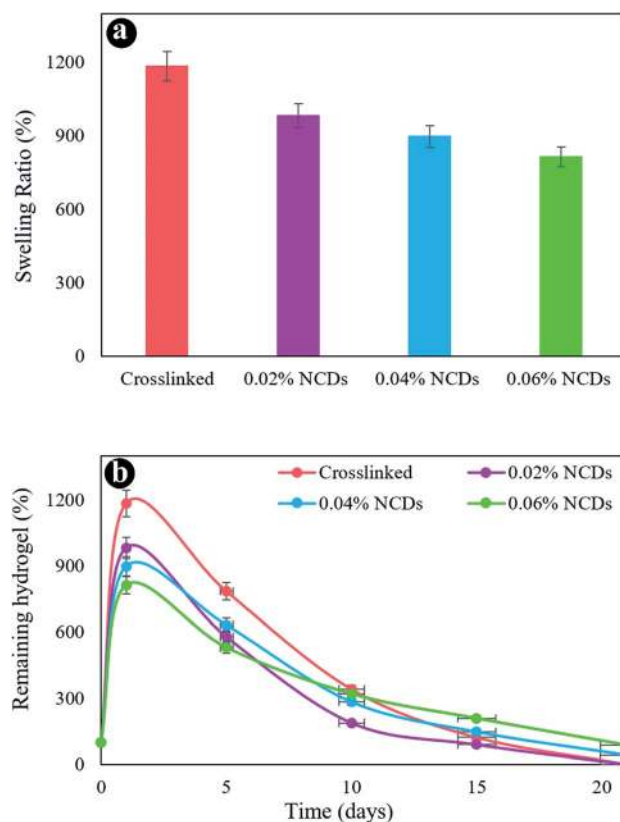 a
Swelling Ratio (%)
1200
900
600
300
0
Crosslinked 0.02% NCDs 0.04% NCDs 0.06% NCDs
b
Crosslinked 0.02% NCDs
0.04% NCDs 0.06% NCDs
Remaining hydrogel (%)
1200
900
600
300
0
0 5 10 15 20
Time (days)